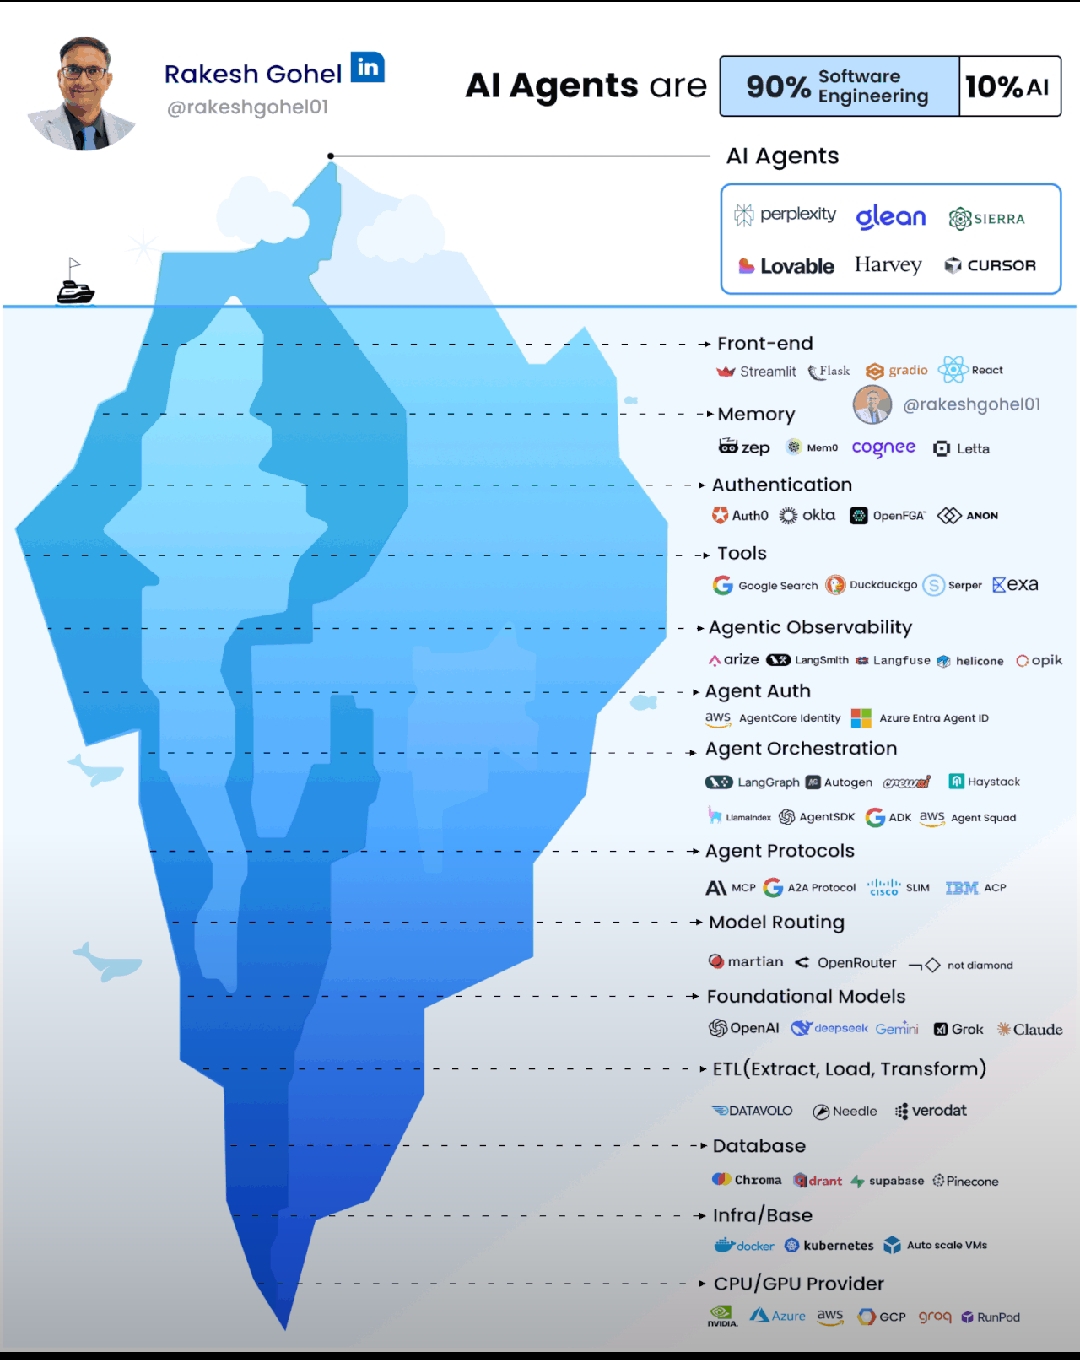 Rakesh Gohel in
@rakeshgohel01
AI Agents are 90% Software Engineering 10% AI
AI Agents
perplexity glean SIERRA
Lovable Harvey CURSOR
Front-end
Streamlit Flask gradio React
@rakeshgohel01
Memory
zep Mem0 cognee Letta
Authentication
Auth0 okta OpenFGA ANON
Tools
Google Search Duckduckgo Serper exa
Agentic Observability
arize LangSmith Langfuse helicone opik
Agent Auth
aws AgentCore Identity Azure Entra Agent ID
Agent Orchestration
LangGraph Autogen Haystack
LlamaIndex AgentSDK ADK aws Agent Squad
Agent Protocols
MCP A2A Protocol CISCO SLIM IBM ACP
Model Routing
martian OpenRouter not diamond
Foundational Models
OpenAI deepseek Gemini Grok Claude
ETL(Extract, Load, Transform)
DATAVOLO Needle verodat
Database
Chroma drant supabase Pinecone
Infra/Base
docker kubernetes Auto scale VMs
CPU/GPU Provider
NVIDIA Azure aws GCP groq RunPod